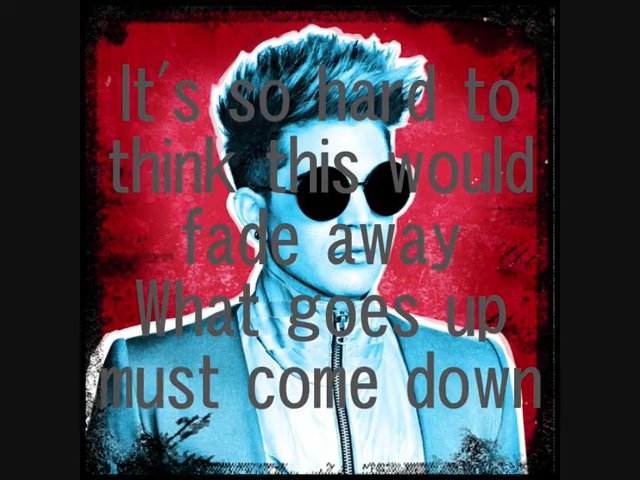 It's so hard to
think this would
fade away
What goes up
must come down